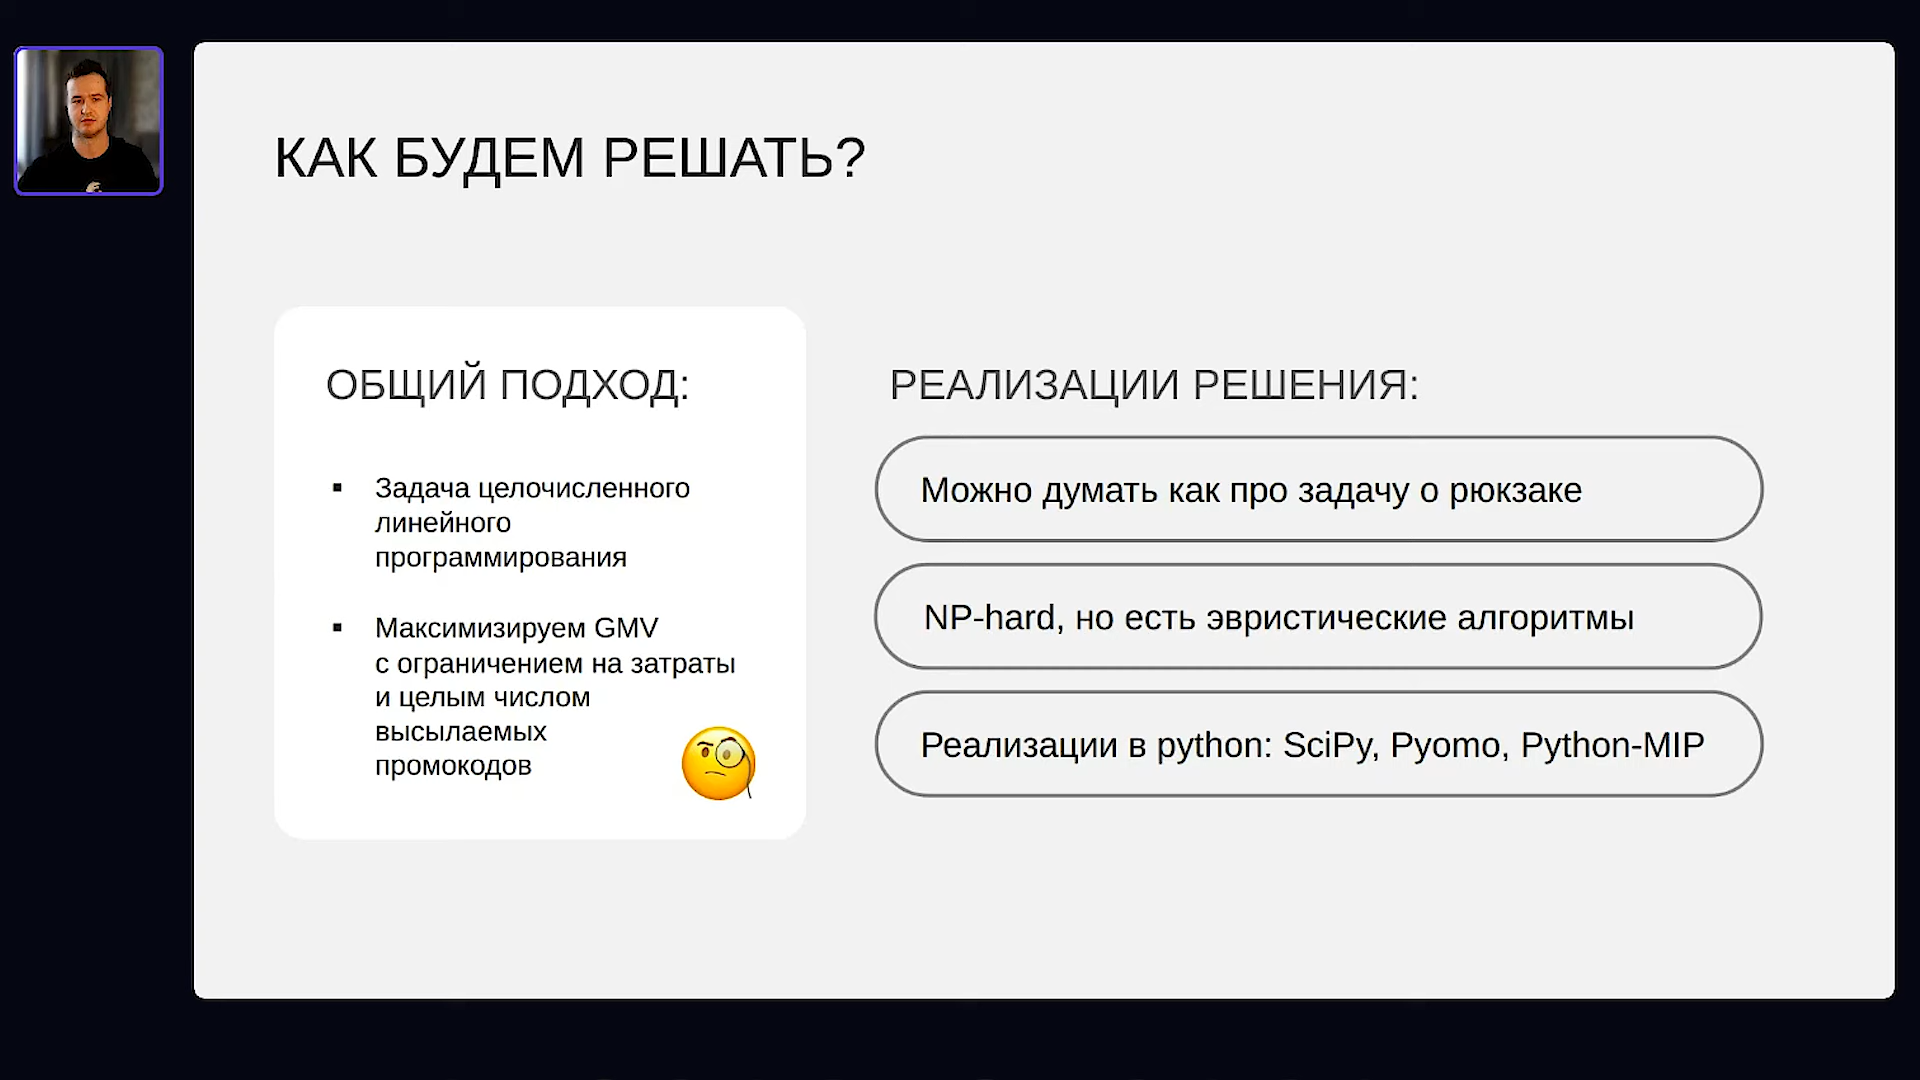 КАК БУДЕМ РЕШАТЬ?
ОБЩИЙ ПОДХОД:
▪ Задача целочисленного
линейного
программирования
▪ Максимизируем GMV
с ограничением на затраты
и целым числом
высылаемых
промокодов
РЕАЛИЗАЦИИ РЕШЕНИЯ:
Можно думать как про задачу о рюкзаке
NP-hard, но есть эвристические алгоритмы
Реализации в python: SciPy, Pyomo, Python-MIP